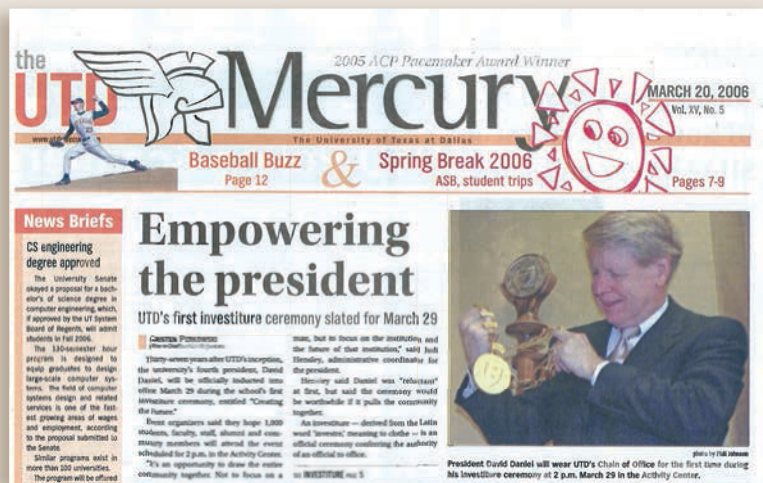 the
UTD
Mercury
2005 ACP Pacemaker Award Winner
MARCH 20, 2006
Vol. XV, No. 5
The University of Texas at Dallas
Baseball Buzz
Page 12
&
Spring Break 2006
ASB, student trips
Pages 7-9
News Briefs
CS engineering
degree approved
The University Senate
okayed a proposal for a bach-
elor's of science degree in
computer engineering, which,
if approved by the UT System
Board of Regents, will admit
students in Fall 2006.
The 130-semester hour
program is designed to
equip graduates to design
large-scale computer sys-
tems. The field of computer
systems design and related
services is one of the fast-
est growing areas of wages
and employment, according
to the proposal submitted to
the Senate.
Similar programs exist in
more than 100 universities.
The program will be offered
Empowering
the president
UTD's first investiture ceremony slated for March 29
Thirty-seven years after UTD's inception,
the university's fourth president, David
Daniel, will be officially inducted into
office March 29 during the school's first
investiture ceremony, entitled "Creating
the Future."
Event organizers said they hope 1,000
students, faculty, staff, alumni and com-
munity members will attend the event
scheduled for 2 p.m. in the Activity Center.
"It's an opportunity to draw the entire
community together. Not to focus on a
man, but to focus on the institution and
the future of that institution," said Judi
Hensley, administrative coordinator for
the president.
Hensley said Daniel was "reluctant"
at first, but said the ceremony would
be worthwhile if it pulls the community
together.
An investiture — derived from the Latin
word 'investire,' meaning to clothe — is an
official ceremony confirming the authority
of an official to office.
see INVESTITURE page 5
photo by Johnson
President David Daniel will wear UTD's Chain of Office for the first time during
his investiture ceremony at 2 p.m. March 29 in the Activity Center.